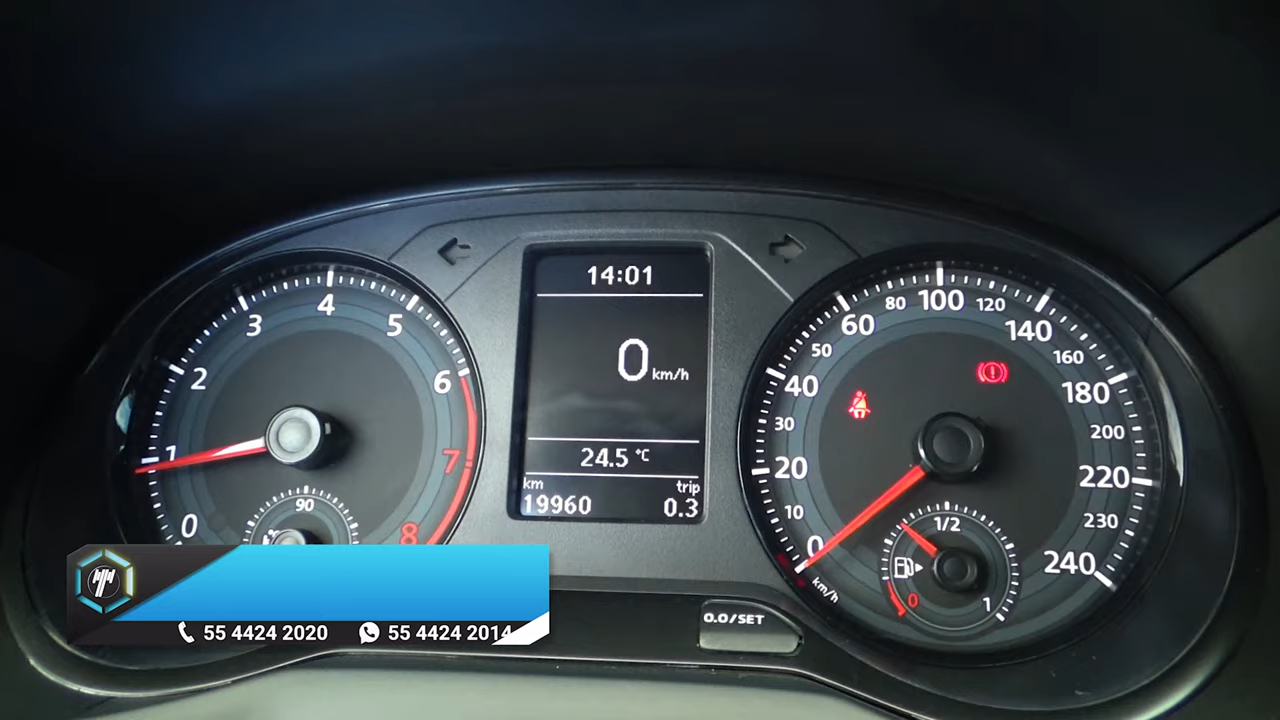 14:01
0 km/h
24.5 °C
km trip
19960 0.3
0 1 2 3 4 5 6 7 8
90
0 10 20 30 40 50 60 80 100 120 140 160 180 200 220 230 240
km/h
0 1/2 1
0.0/SET
55 4424 2020 55 4424 2014